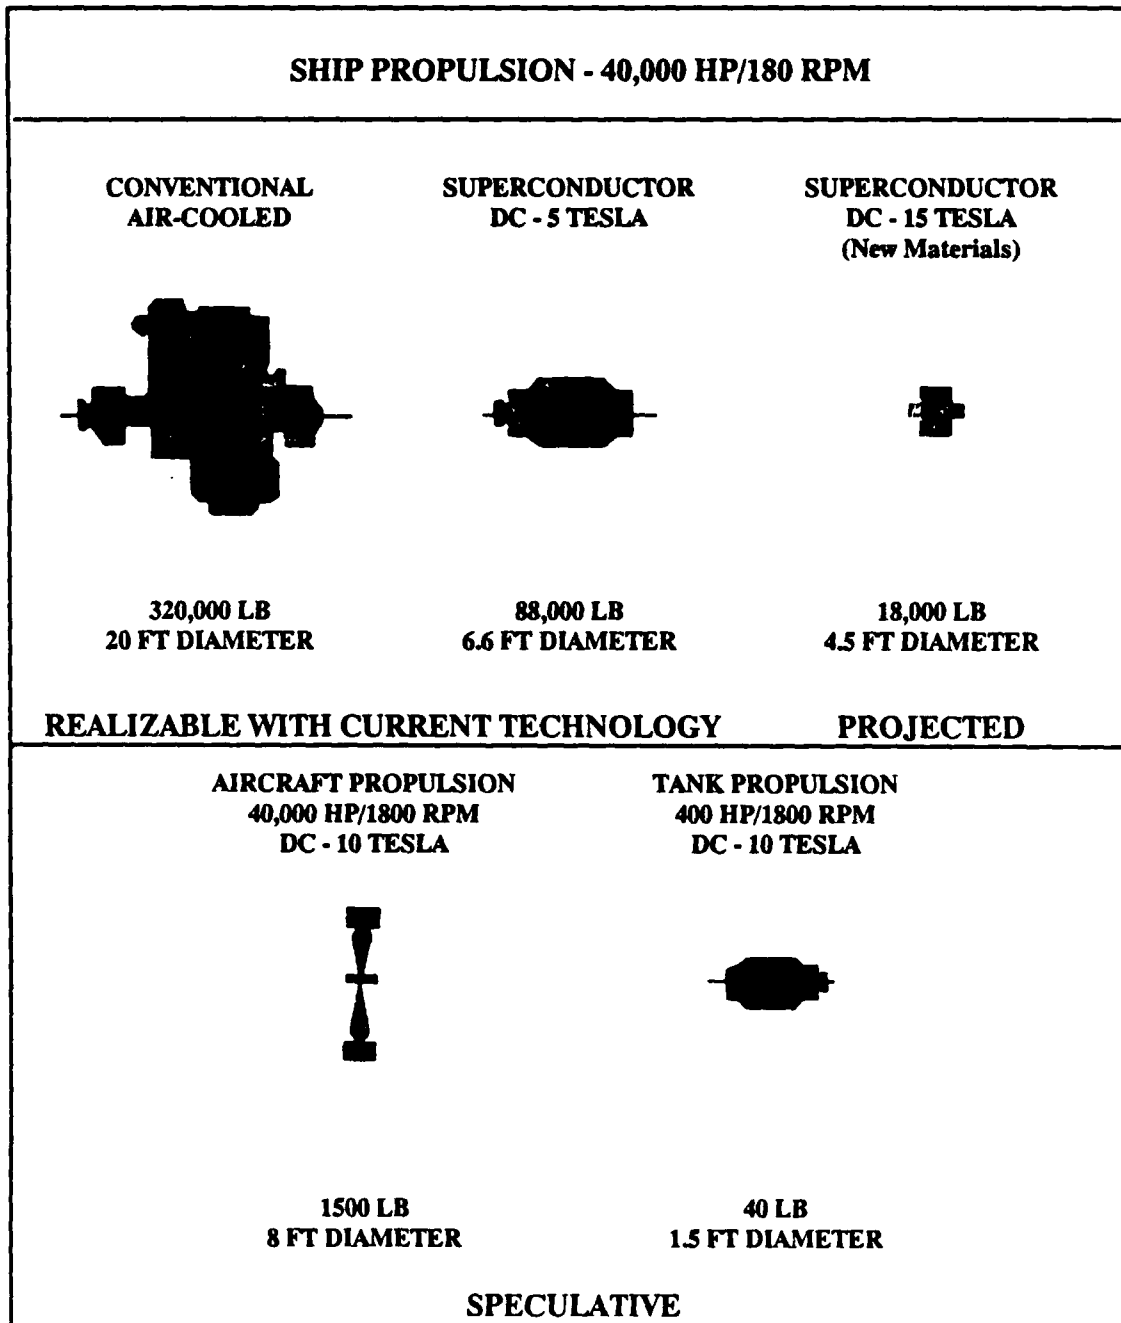 SHIP PROPULSION - 40,000 HP/180 RPM
CONVENTIONAL
AIR-COOLED
SUPERCONDUCTOR
DC - 5 TESLA
SUPERCONDUCTOR
DC - 15 TESLA
(New Materials)
320,000 LB
20 FT DIAMETER
88,000 LB
6.6 FT DIAMETER
18,000 LB
4.5 FT DIAMETER
REALIZABLE WITH CURRENT TECHNOLOGY
PROJECTED
AIRCRAFT PROPULSION
40,000 HP/1800 RPM
DC - 10 TESLA
TANK PROPULSION
400 HP/1800 RPM
DC - 10 TESLA
1500 LB
8 FT DIAMETER
40 LB
1.5 FT DIAMETER
SPECULATIVE